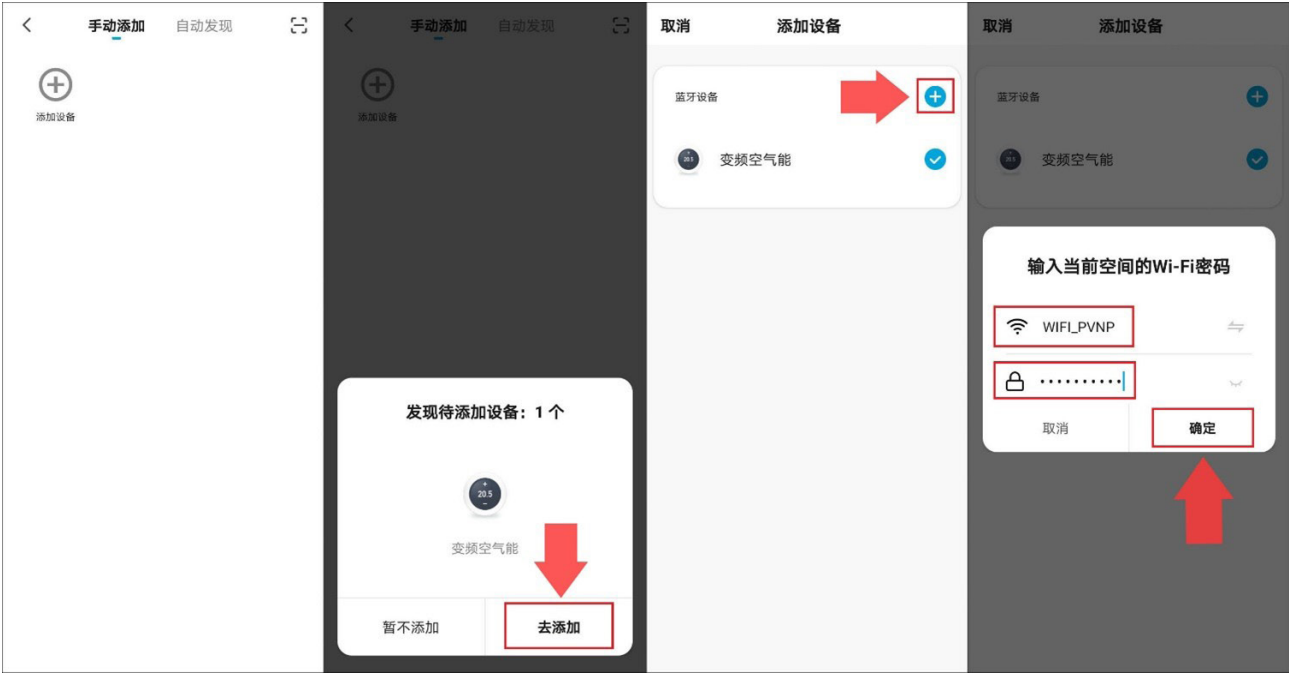 手动添加 自动发现
添加设备
手动添加 自动发现
添加设备
发现待添加设备：1 个
20.5
变频空气能
暂不添加 去添加
取消 添加设备
蓝牙设备
20.5 变频空气能
取消 添加设备
蓝牙设备
20.5 变频空气能
输入当前空间的Wi-Fi密码
WIFI_PVNP
••••••••••
取消 确定